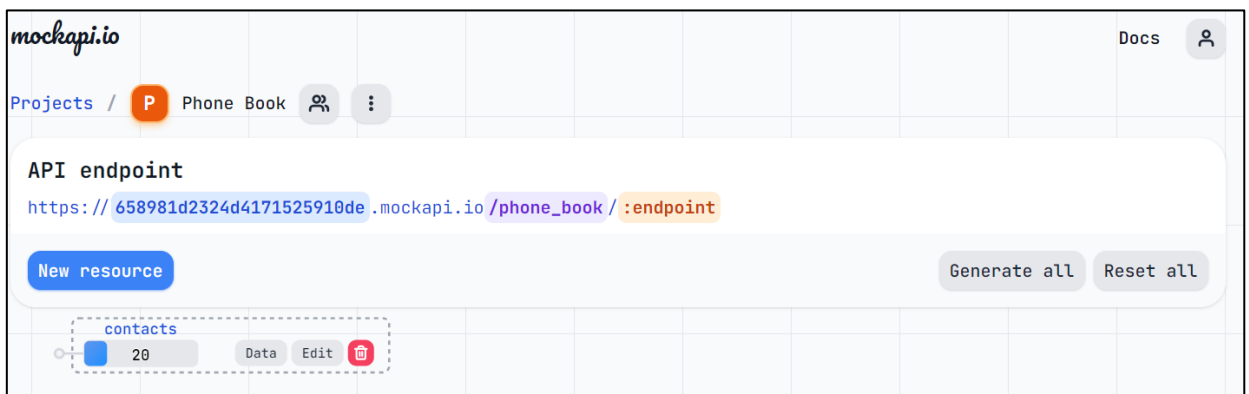 mockapi.io Docs
Projects / P Phone Book
API endpoint
https://658981d2324d4171525910de.mockapi.io/phone_book/:endpoint
New resource Generate all Reset all
contacts
20 Data Edit